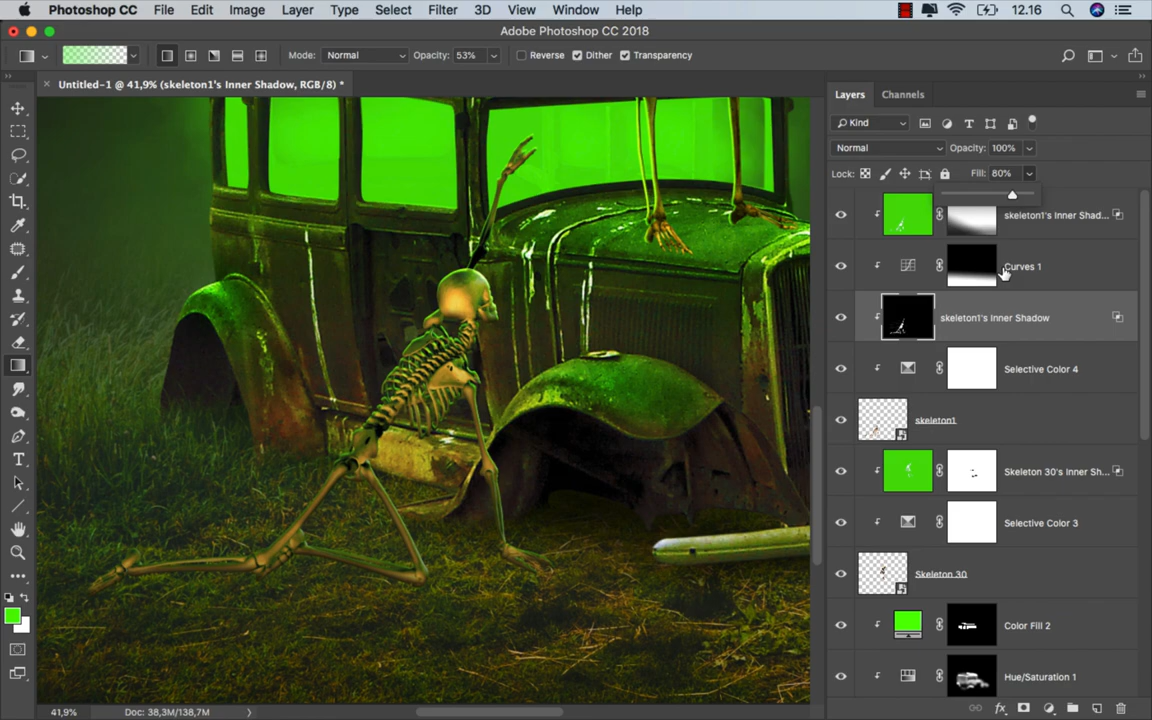 Photoshop CC File Edit Image Layer Type Select Filter 3D View Window Help 12.16
Adobe Photoshop CC 2018
Mode: Normal Opacity: 53% Reverse Dither Transparency
Untitled-1 @ 41,9% (skeleton1's Inner Shadow, RGB/8) *
Layers Channels
Kind
Normal Opacity: 100%
Lock: Fill: 80%
skeleton1's Inner Shad...
Curves 1
skeleton1's Inner Shadow
Selective Color 4
skeleton1
Skeleton 30's Inner Sh...
Selective Color 3
Skeleton 30
Color Fill 2
Hue/Saturation 1
41,9% Doc: 38,3M/138,7M